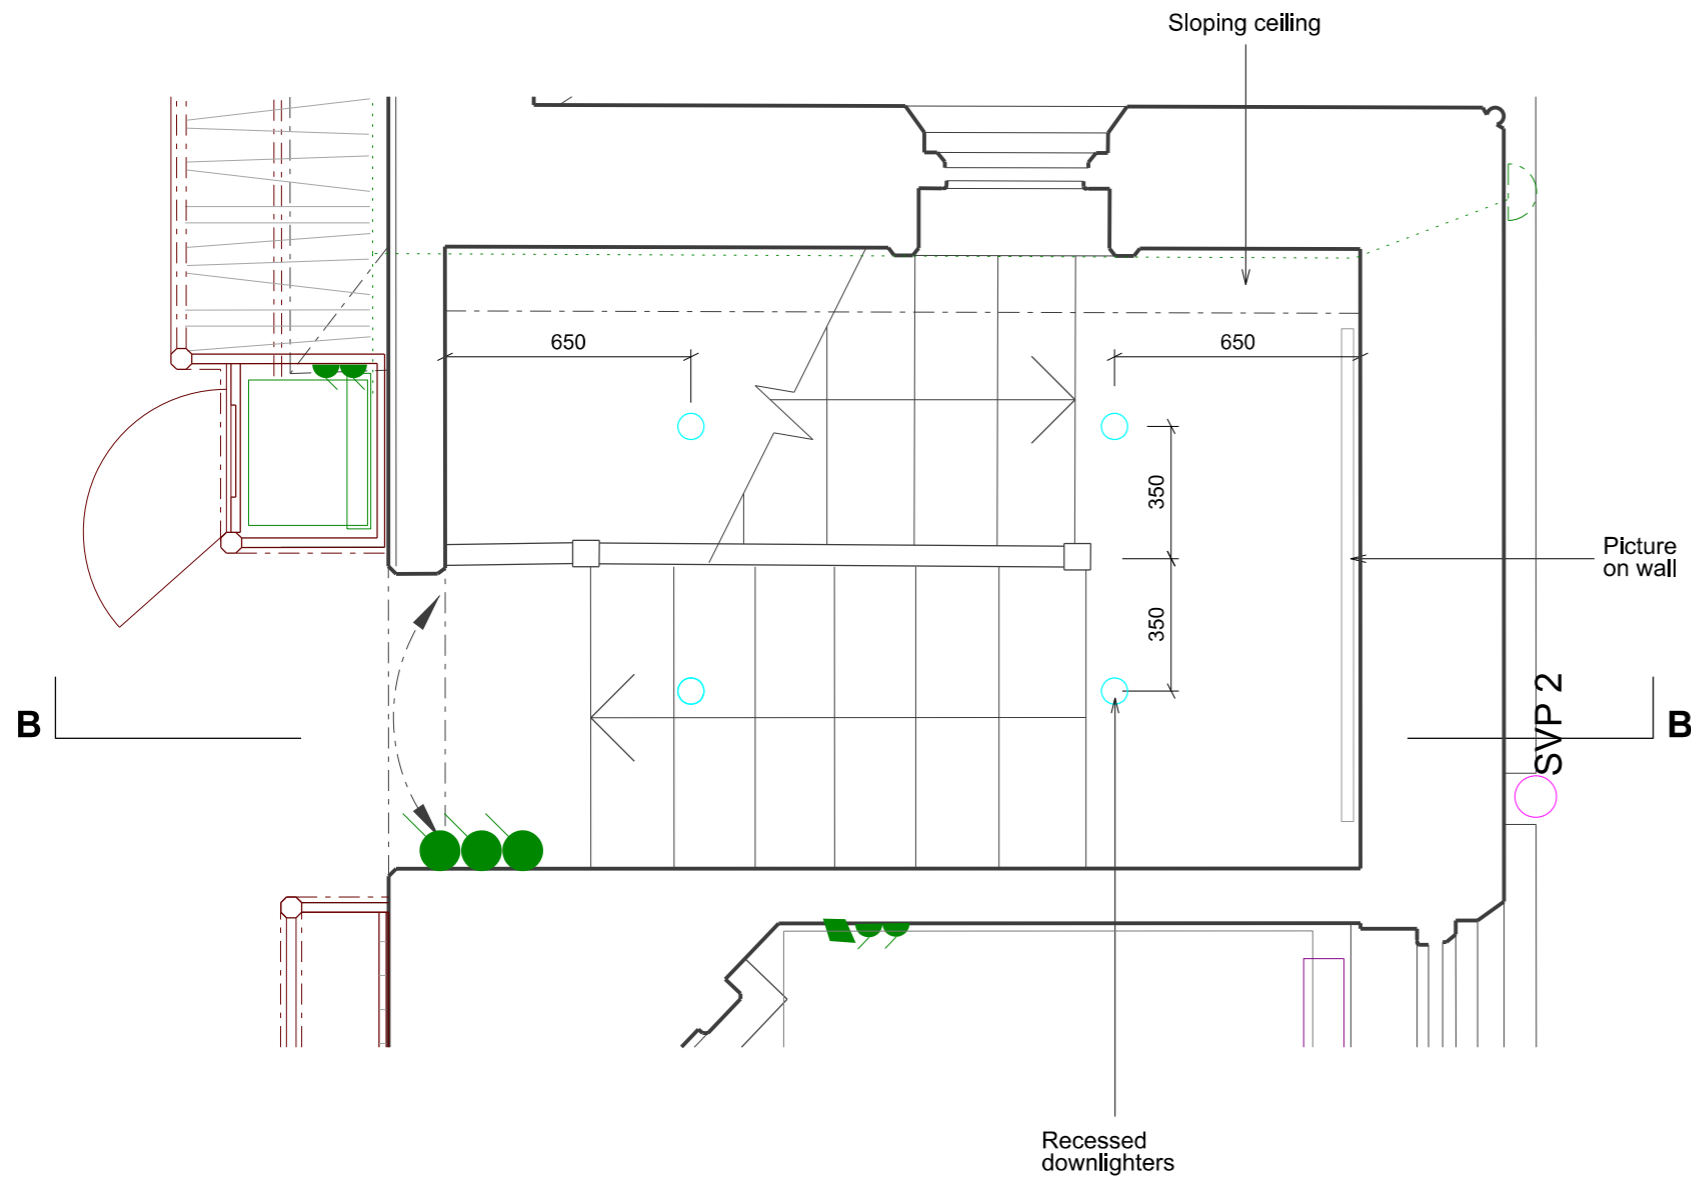 Sloping ceiling
650
650
350
Picture
on wall
350
B
SVP 2
B
Recessed
downlighters